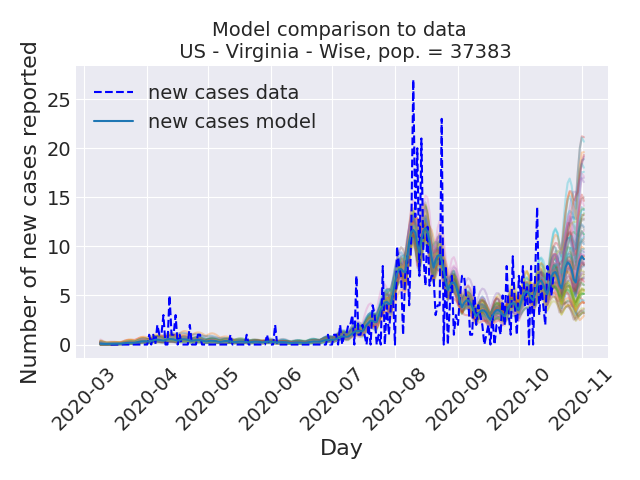 Model comparison to data
US - Virginia - Wise, pop. = 37383
Number of new cases reported
new cases data
new cases model
25
20
15
10
5
0
2020-03
2020-04
2020-05
2020-06
2020-07
2020-08
2020-09
2020-10
2020-11
Day